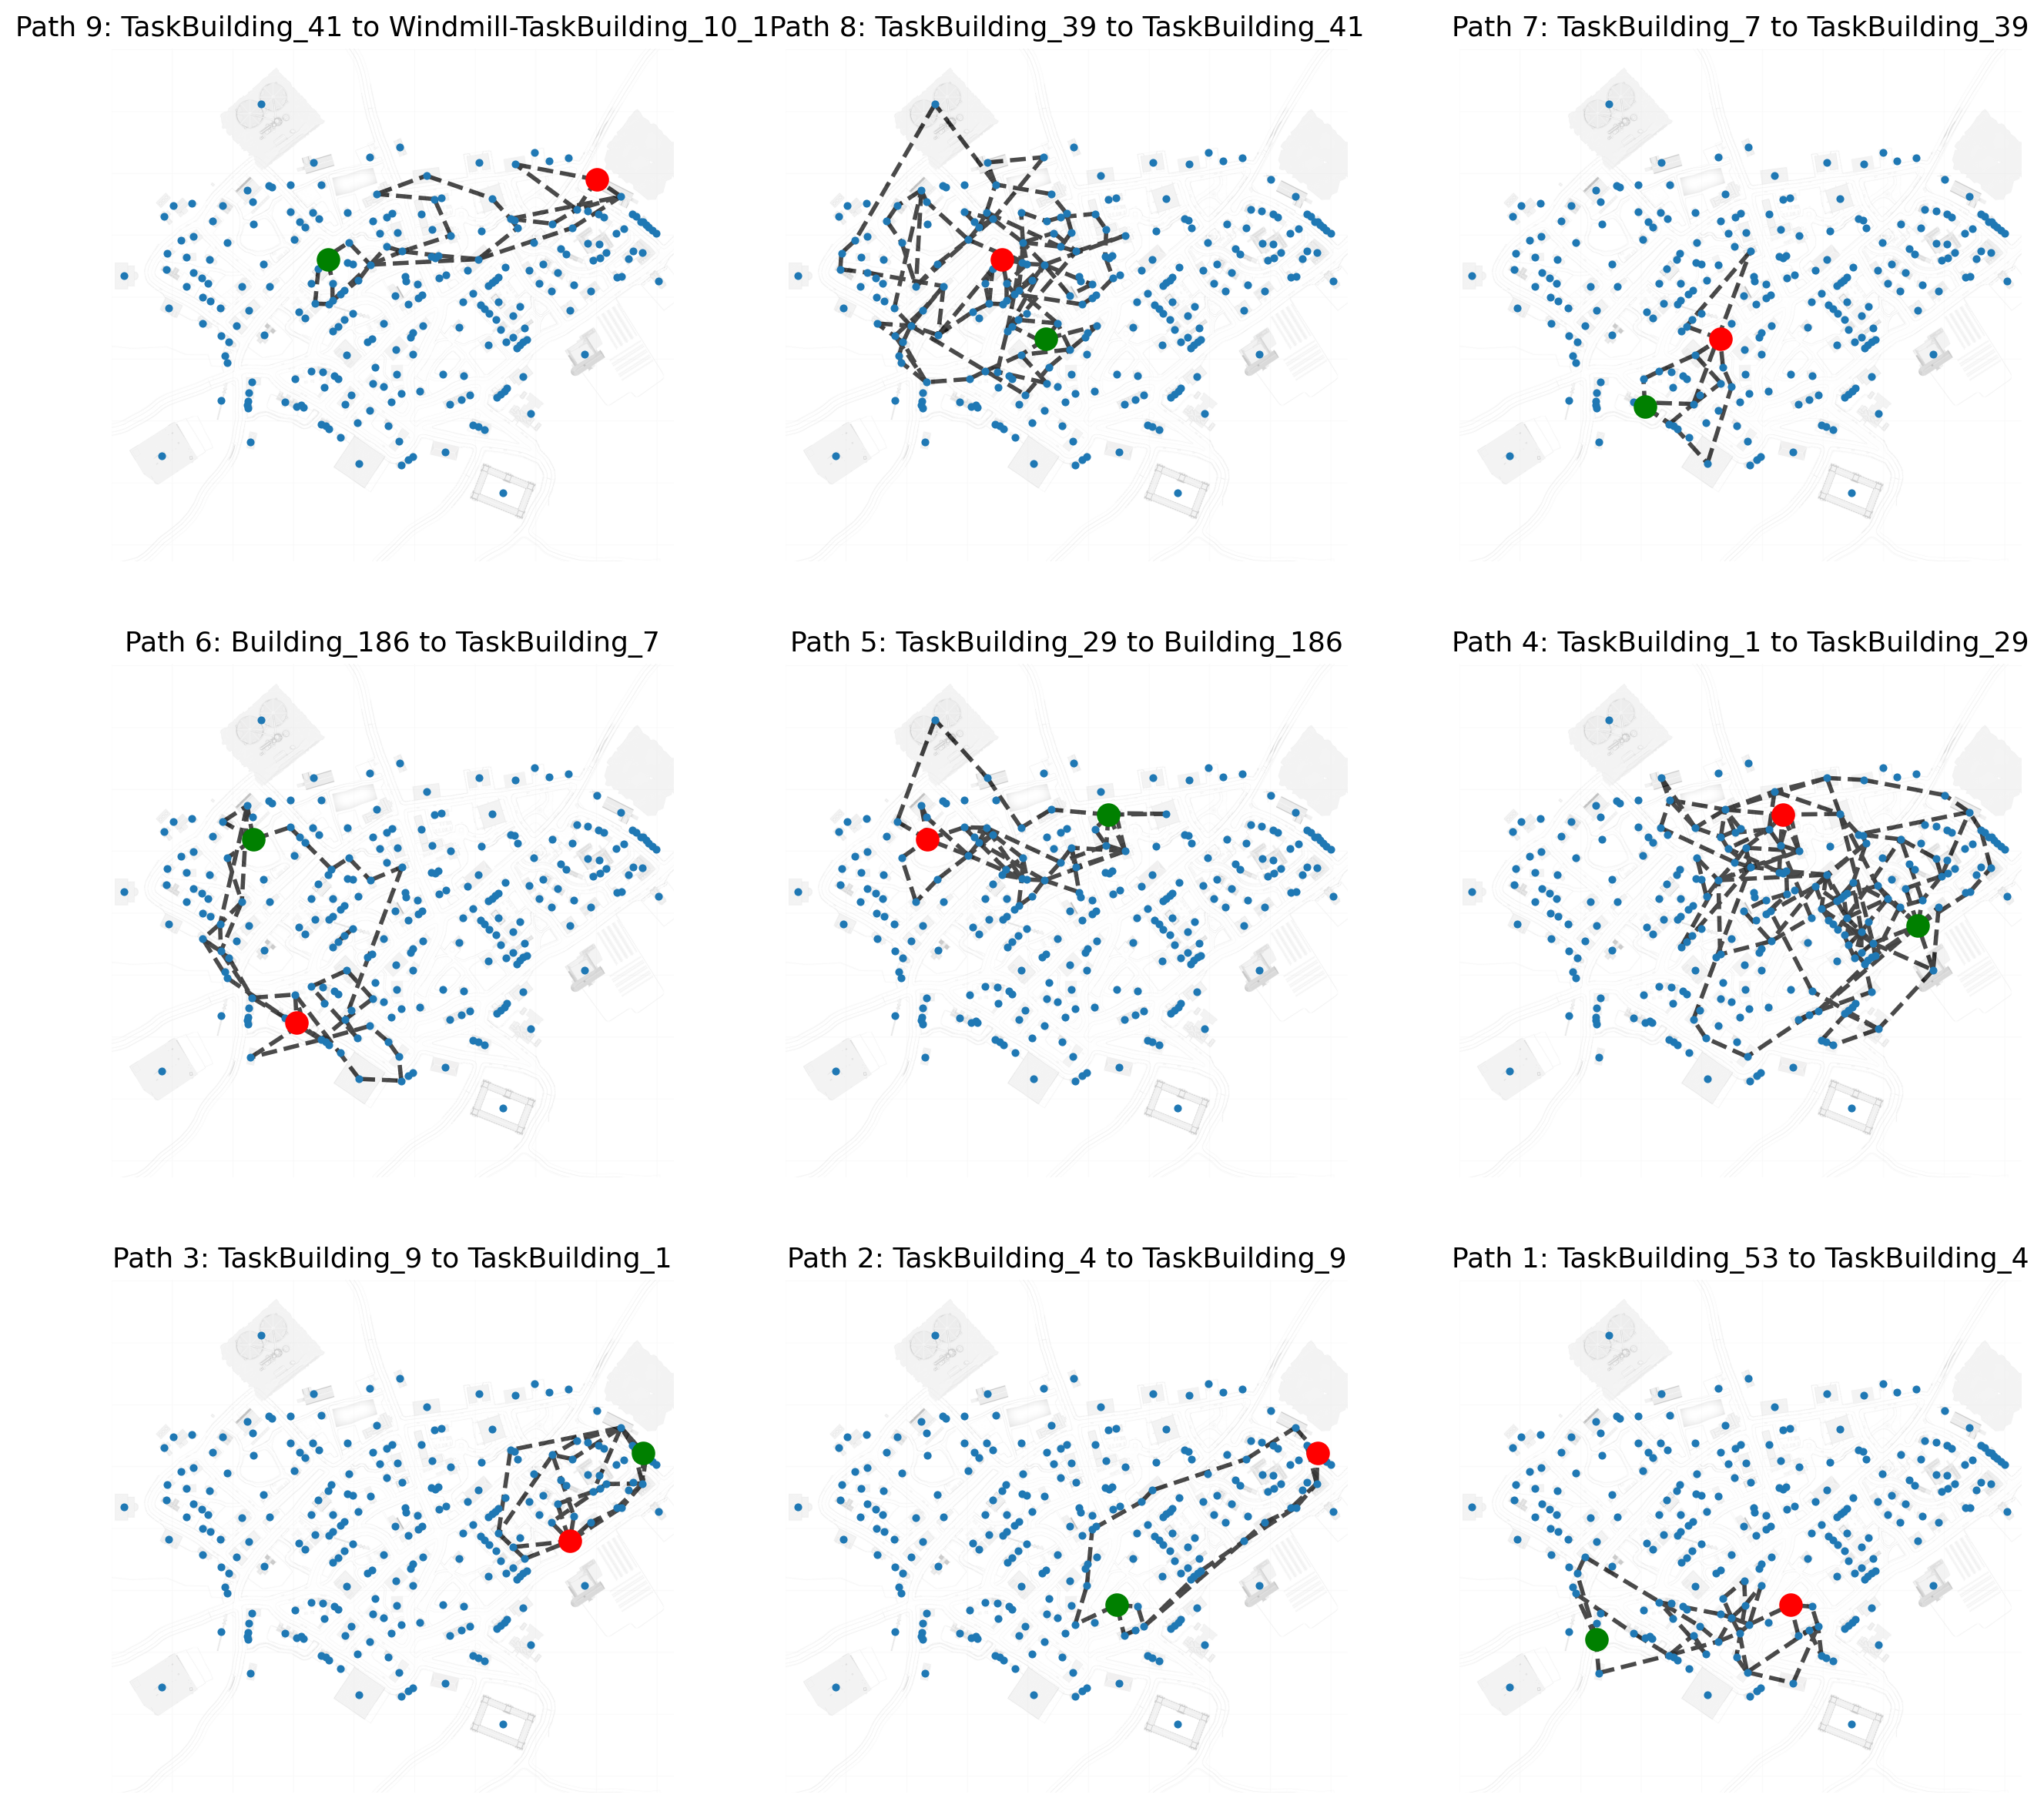 Path 9: TaskBuilding_41 to Windmill-TaskBuilding_10_1
Path 8: TaskBuilding_39 to TaskBuilding_41
Path 7: TaskBuilding_7 to TaskBuilding_39
Path 6: Building_186 to TaskBuilding_7
Path 5: TaskBuilding_29 to Building_186
Path 4: TaskBuilding_1 to TaskBuilding_29
Path 3: TaskBuilding_9 to TaskBuilding_1
Path 2: TaskBuilding_4 to TaskBuilding_9
Path 1: TaskBuilding_53 to TaskBuilding_4